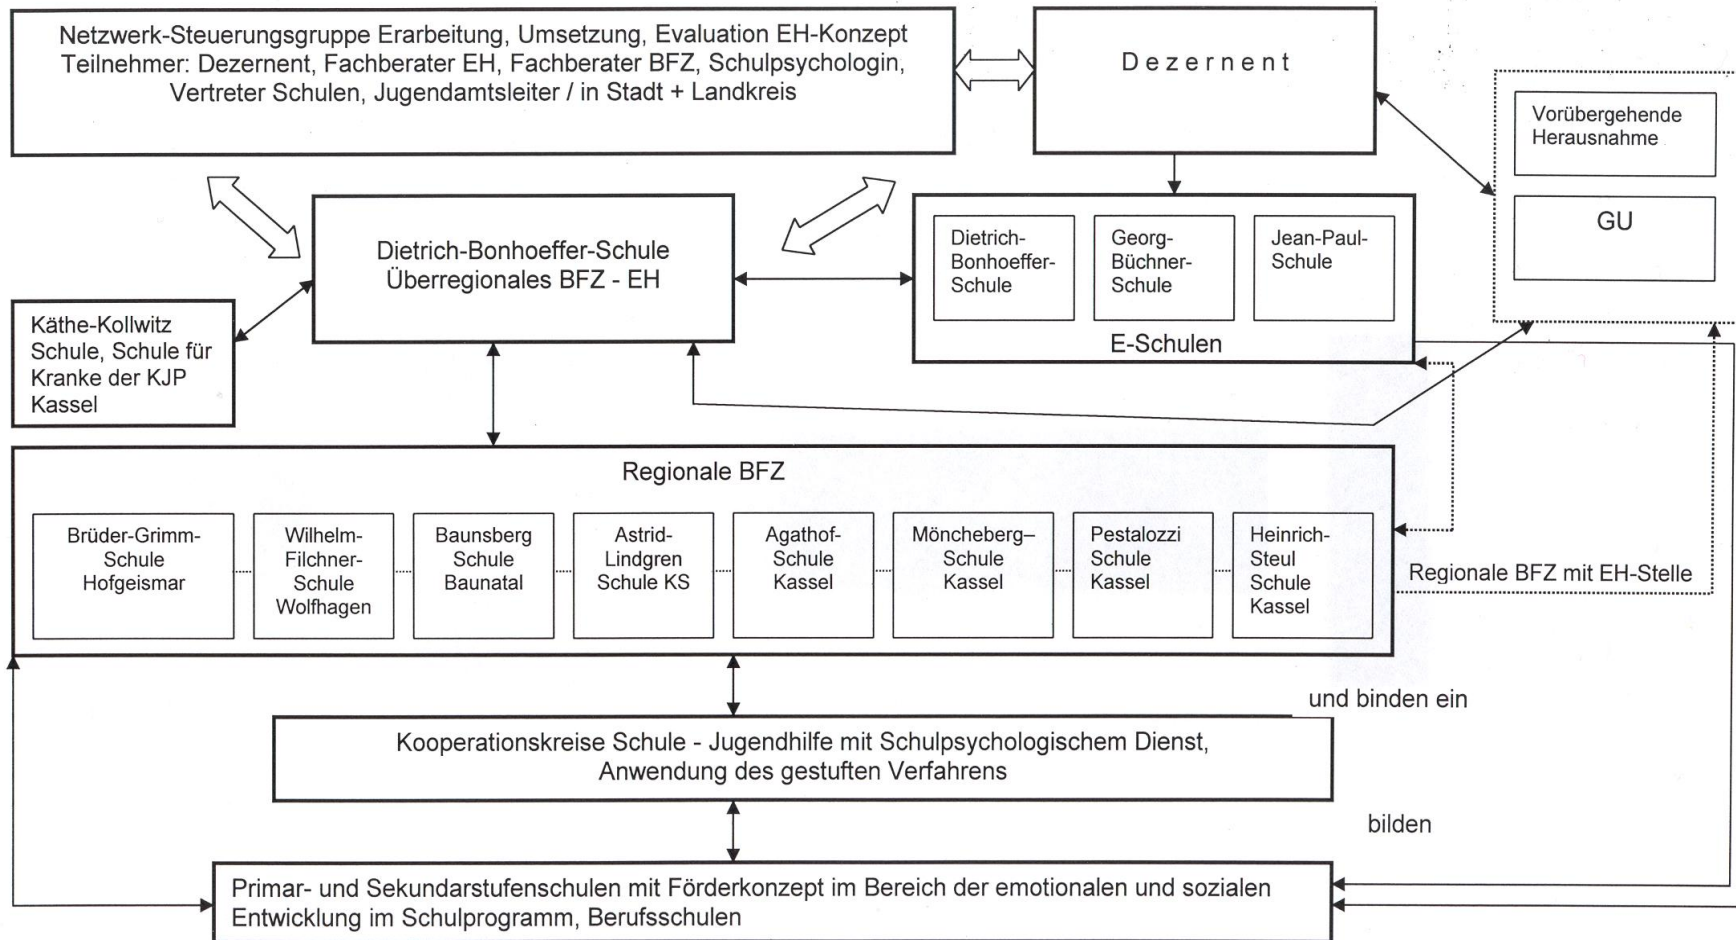 Netzwerk-Steuerungsgruppe Erarbeitung, Umsetzung, Evaluation EH-Konzept
Teilnehmer: Dezernent, Fachberater EH, Fachberater BFZ, Schulpsychologin,
Vertreter Schulen, Jugendamtsleiter / in Stadt + Landkreis
Dezernent
Vorübergehende
Herausnahme
GU
Dietrich-Bonhoeffer-Schule
Überregionales BFZ - EH
Dietrich-
Bonhoeffer-
Schule
Georg-
Büchner-
Schule
Jean-Paul-
Schule
E-Schulen
Käthe-Kollwitz
Schule, Schule für
Kranke der KJP
Kassel
Regionale BFZ
Brüder-Grimm-
Schule
Hofgeismar
Wilhelm-
Filchner-
Schule
Wolfhagen
Baunsberg
Schule
Baunatal
Astrid-
Lindgren
Schule KS
Agathof-
Schule
Kassel
Möncheberg–
Schule
Kassel
Pestalozzi
Schule
Kassel
Heinrich-
Steul
Schule
Kassel
Regionale BFZ mit EH-Stelle
und binden ein
Kooperationskreise Schule - Jugendhilfe mit Schulpsychologischem Dienst,
Anwendung des gestuften Verfahrens
bilden
Primar- und Sekundarstufenschulen mit Förderkonzept im Bereich der emotionalen und sozialen
Entwicklung im Schulprogramm, Berufsschulen